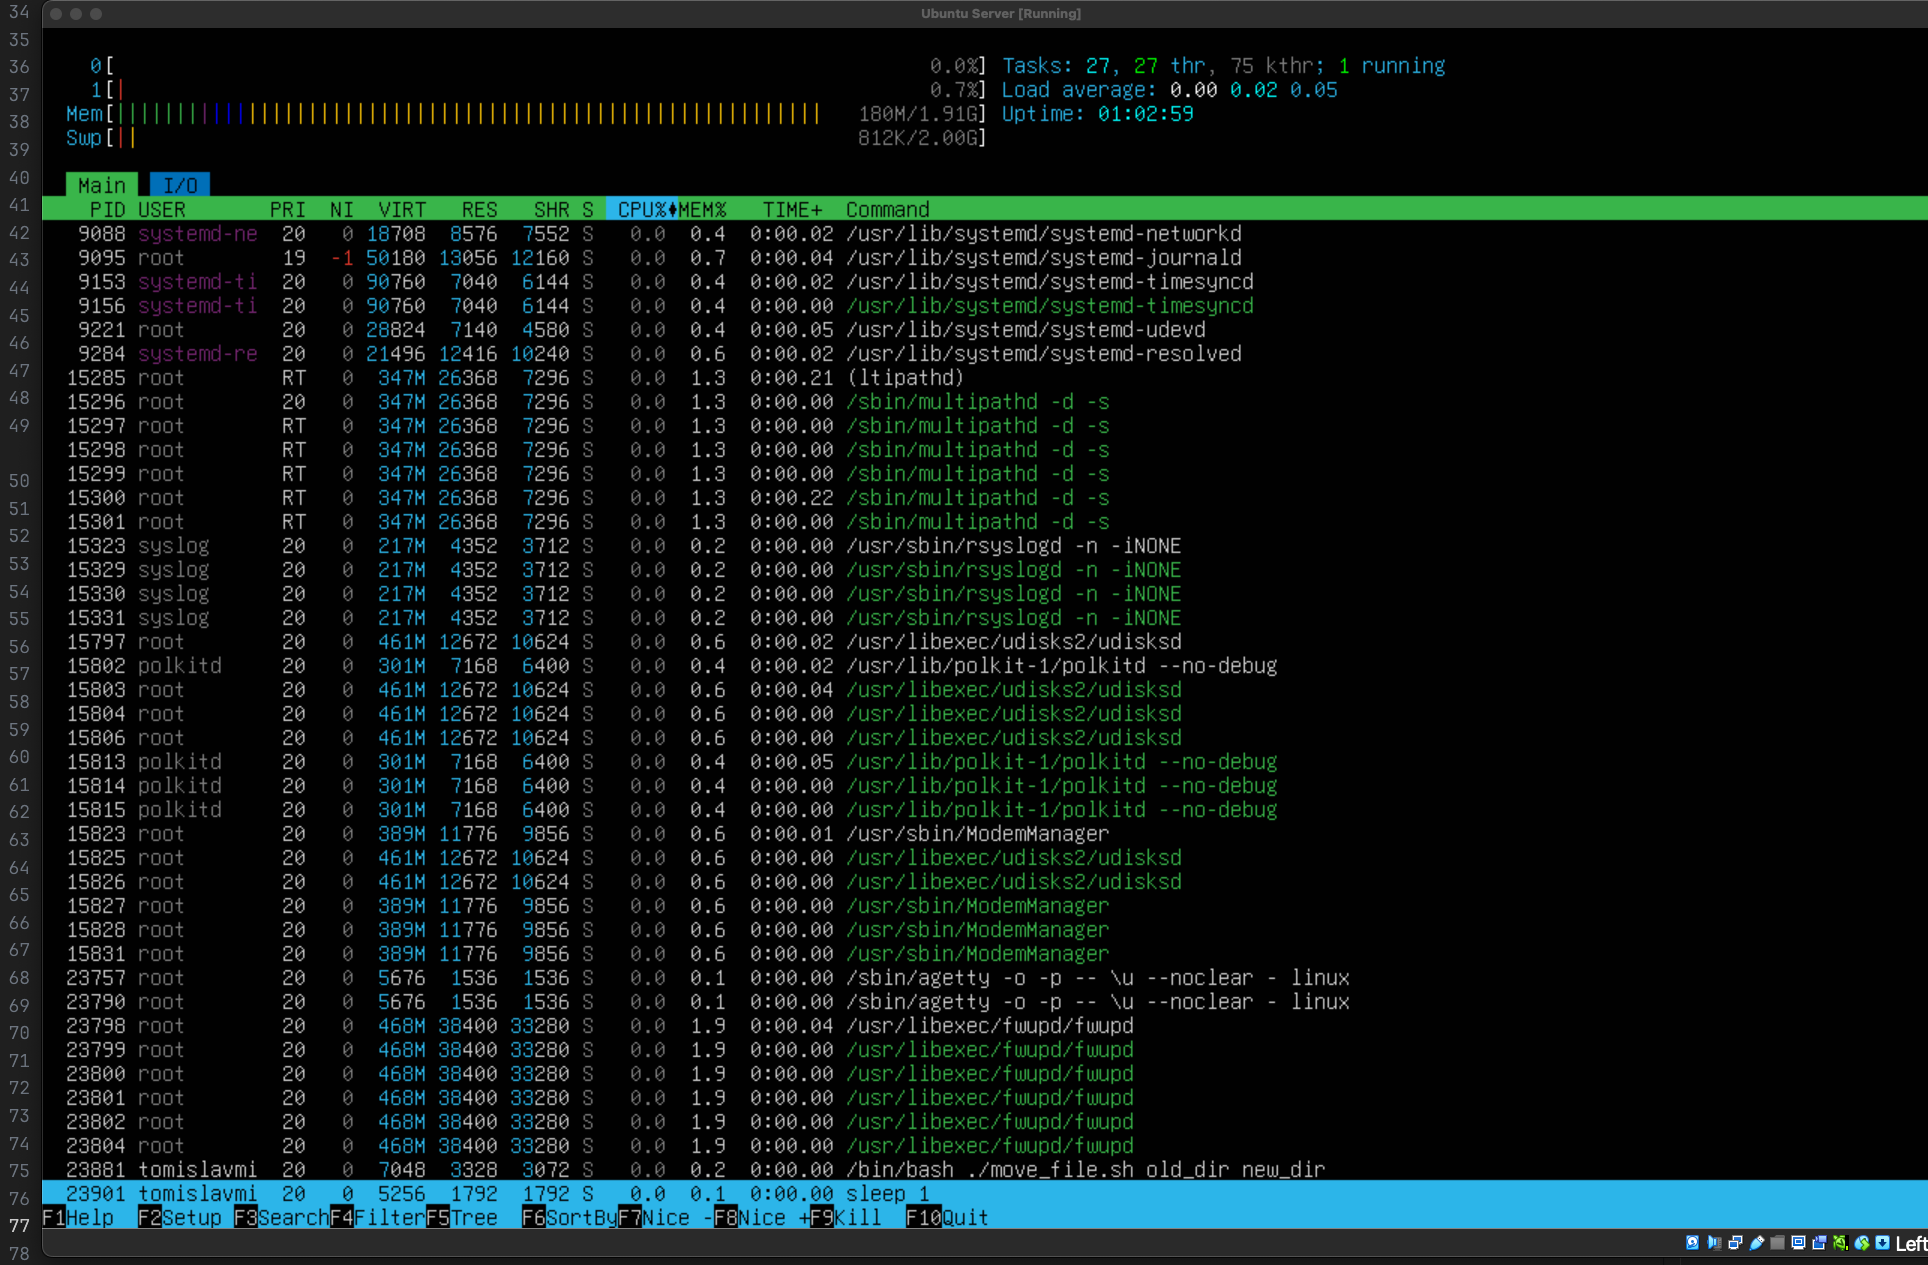 Ubuntu Server [Running]
0[ 0.0%] Tasks: 27, 27 thr, 75 kthr; 1 running
1[| 0.7%] Load average: 0.00 0.02 0.05
Mem[||||||||||||||||||||||||||||||||||||||||||||||||||||||||||| 180M/1.91G] Uptime: 01:02:59
Swp[|| 812K/2.00G]
Main I/O
PID USER PRI NI VIRT RES SHR S CPU% MEM% TIME+ Command
9088 systemd-ne 20 0 18708 8576 7552 S 0.0 0.4 0:00.02 /usr/lib/systemd/systemd-networkd
9095 root 19 -1 50180 13056 12160 S 0.0 0.7 0:00.04 /usr/lib/systemd/systemd-journald
9153 systemd-ti 20 0 90760 7040 6144 S 0.0 0.4 0:00.02 /usr/lib/systemd/systemd-timesyncd
9156 systemd-ti 20 0 90760 7040 6144 S 0.0 0.4 0:00.00 /usr/lib/systemd/systemd-timesyncd
9221 root 20 0 28824 7140 4580 S 0.0 0.4 0:00.05 /usr/lib/systemd/systemd-udevd
9284 systemd-re 20 0 21496 12416 10240 S 0.0 0.6 0:00.02 /usr/lib/systemd/systemd-resolved
15285 root RT 0 347M 26368 7296 S 0.0 1.3 0:00.21 (ltipathd)
15296 root 20 0 347M 26368 7296 S 0.0 1.3 0:00.00 /sbin/multipathd -d -s
15297 root RT 0 347M 26368 7296 S 0.0 1.3 0:00.00 /sbin/multipathd -d -s
15298 root RT 0 347M 26368 7296 S 0.0 1.3 0:00.00 /sbin/multipathd -d -s
15299 root RT 0 347M 26368 7296 S 0.0 1.3 0:00.00 /sbin/multipathd -d -s
15300 root RT 0 347M 26368 7296 S 0.0 1.3 0:00.22 /sbin/multipathd -d -s
15301 root RT 0 347M 26368 7296 S 0.0 1.3 0:00.00 /sbin/multipathd -d -s
15323 syslog 20 0 217M 4352 3712 S 0.0 0.2 0:00.00 /usr/sbin/rsyslogd -n -iNONE
15329 syslog 20 0 217M 4352 3712 S 0.0 0.2 0:00.00 /usr/sbin/rsyslogd -n -iNONE
15330 syslog 20 0 217M 4352 3712 S 0.0 0.2 0:00.00 /usr/sbin/rsyslogd -n -iNONE
15331 syslog 20 0 217M 4352 3712 S 0.0 0.2 0:00.00 /usr/sbin/rsyslogd -n -iNONE
15797 root 20 0 461M 12672 10624 S 0.0 0.6 0:00.02 /usr/libexec/udisks2/udisksd
15802 polkitd 20 0 301M 7168 6400 S 0.0 0.4 0:00.02 /usr/lib/polkit-1/polkitd --no-debug
15803 root 20 0 461M 12672 10624 S 0.0 0.6 0:00.04 /usr/libexec/udisks2/udisksd
15804 root 20 0 461M 12672 10624 S 0.0 0.6 0:00.00 /usr/libexec/udisks2/udisksd
15806 root 20 0 461M 12672 10624 S 0.0 0.6 0:00.00 /usr/libexec/udisks2/udisksd
15813 polkitd 20 0 301M 7168 6400 S 0.0 0.4 0:00.05 /usr/lib/polkit-1/polkitd --no-debug
15814 polkitd 20 0 301M 7168 6400 S 0.0 0.4 0:00.00 /usr/lib/polkit-1/polkitd --no-debug
15815 polkitd 20 0 301M 7168 6400 S 0.0 0.4 0:00.00 /usr/lib/polkit-1/polkitd --no-debug
15823 root 20 0 389M 11776 9856 S 0.0 0.6 0:00.01 /usr/sbin/ModemManager
15825 root 20 0 461M 12672 10624 S 0.0 0.6 0:00.00 /usr/libexec/udisks2/udisksd
15826 root 20 0 461M 12672 10624 S 0.0 0.6 0:00.00 /usr/libexec/udisks2/udisksd
15827 root 20 0 389M 11776 9856 S 0.0 0.6 0:00.00 /usr/sbin/ModemManager
15828 root 20 0 389M 11776 9856 S 0.0 0.6 0:00.00 /usr/sbin/ModemManager
15831 root 20 0 389M 11776 9856 S 0.0 0.6 0:00.00 /usr/sbin/ModemManager
23757 root 20 0 5676 1536 1536 S 0.0 0.1 0:00.00 /sbin/agetty -o -p -- \u --noclear - linux
23790 root 20 0 5676 1536 1536 S 0.0 0.1 0:00.00 /sbin/agetty -o -p -- \u --noclear - linux
23798 root 20 0 468M 38400 33280 S 0.0 1.9 0:00.04 /usr/libexec/fwupd/fwupd
23799 root 20 0 468M 38400 33280 S 0.0 1.9 0:00.00 /usr/libexec/fwupd/fwupd
23800 root 20 0 468M 38400 33280 S 0.0 1.9 0:00.00 /usr/libexec/fwupd/fwupd
23801 root 20 0 468M 38400 33280 S 0.0 1.9 0:00.00 /usr/libexec/fwupd/fwupd
23802 root 20 0 468M 38400 33280 S 0.0 1.9 0:00.00 /usr/libexec/fwupd/fwupd
23804 root 20 0 468M 38400 33280 S 0.0 1.9 0:00.00 /usr/libexec/fwupd/fwupd
23881 tomislavmi 20 0 7048 3328 3072 S 0.0 0.2 0:00.00 /bin/bash ./move_file.sh old_dir new_dir
23901 tomislavmi 20 0 5256 1792 1792 S 0.0 0.1 0:00.00 sleep 1
F1Help F2Setup F3SearchF4FilterF5Tree F6SortByF7Nice -F8Nice +F9Kill F10Quit
Left
34
35
36
37
38
39
40
41
42
43
44
45
46
47
48
49
50
51
52
53
54
55
56
57
58
59
60
61
62
63
64
65
66
67
68
69
70
71
72
73
74
75
76
77
78